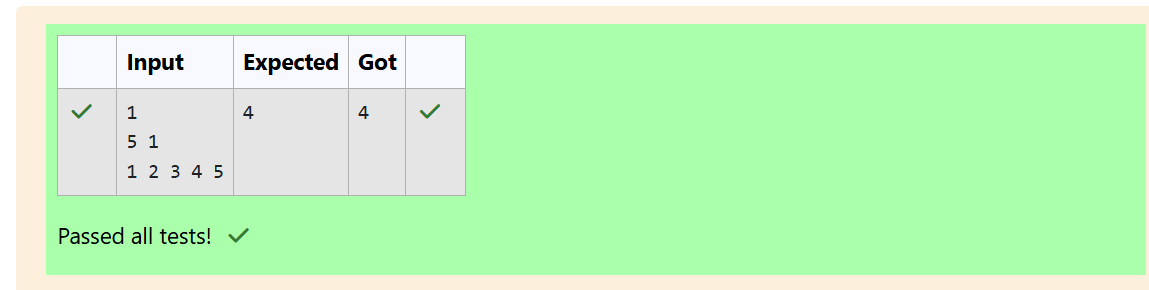 Input Expected Got
1 4 4
5 1
1 2 3 4 5
Passed all tests!